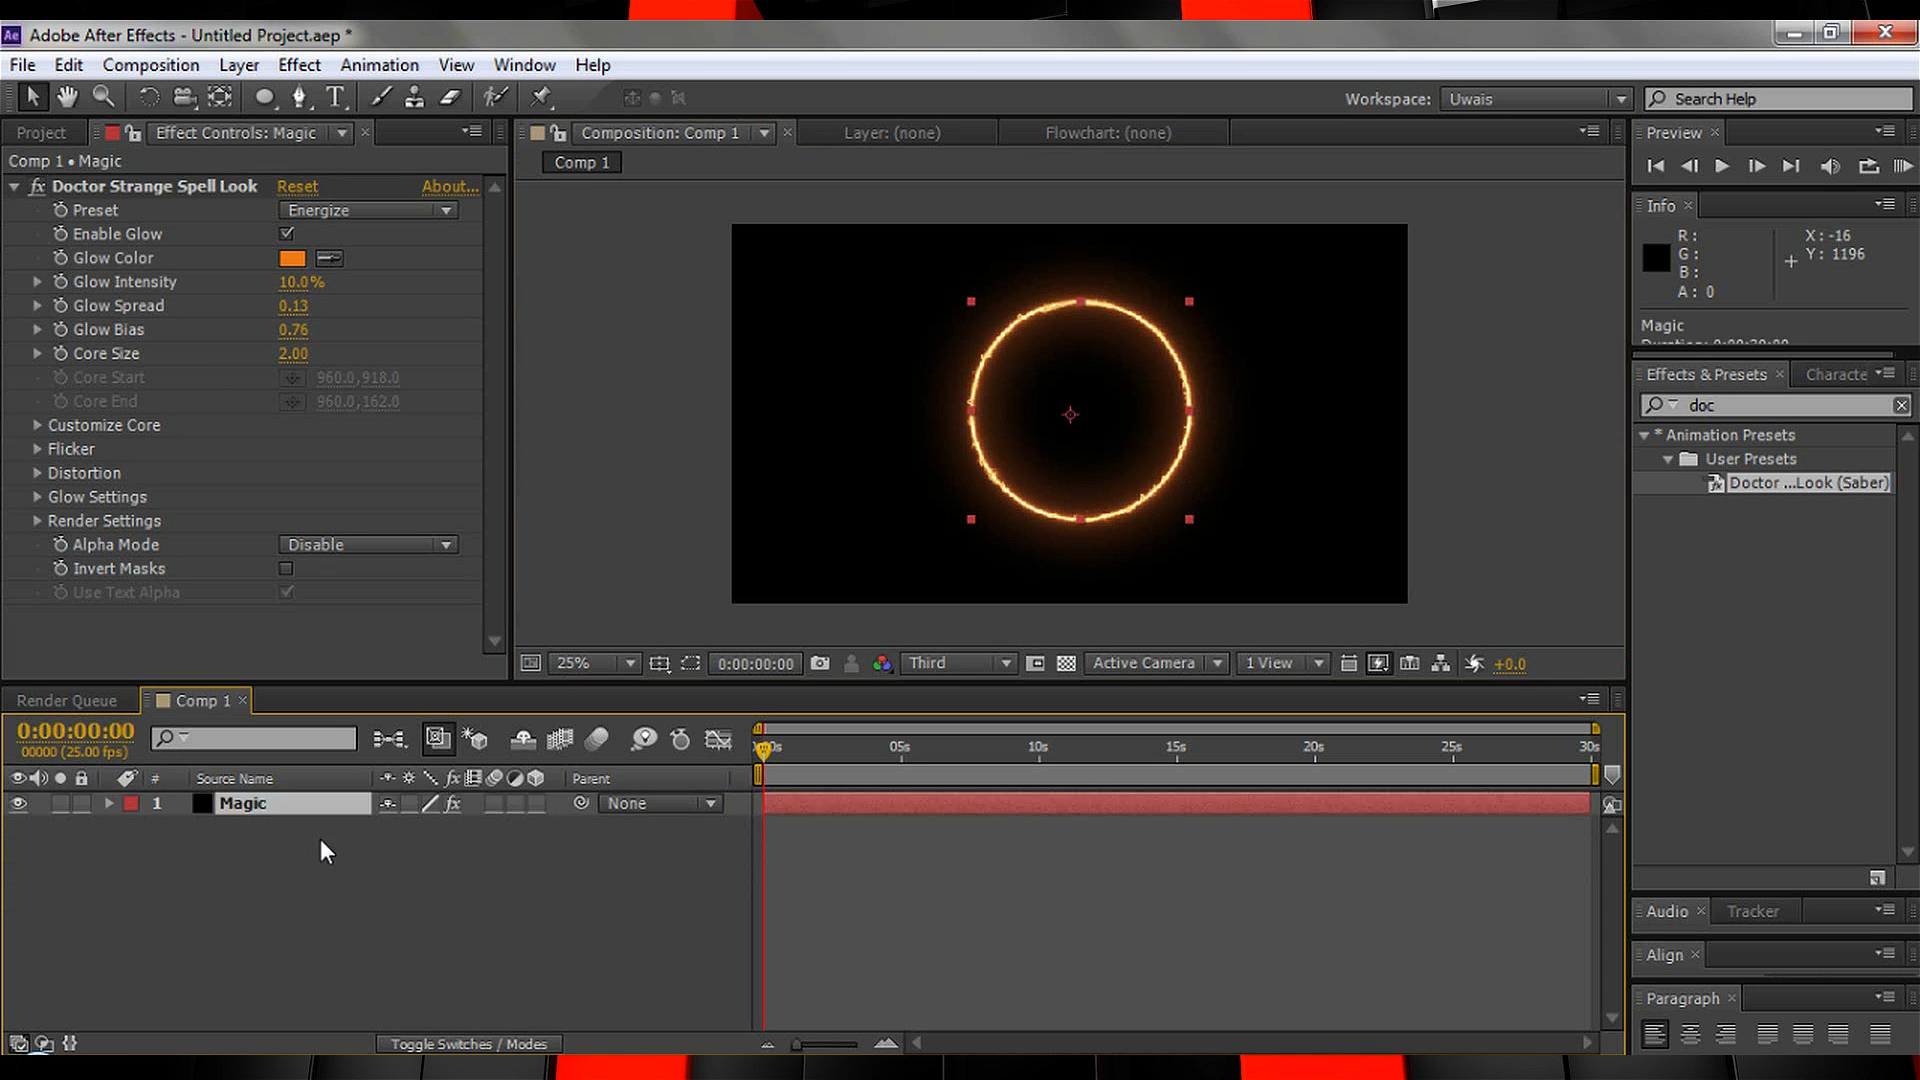 Ae Adobe After Effects - Untitled Project.aep *
File Edit Composition Layer Effect Animation View Window Help
T Workspace: Uwais Search Help
Project Effect Controls: Magic × Composition: Comp 1 × Layer: (none) Flowchart: (none) Preview ×
Comp 1 • Magic
Comp 1
fx Doctor Strange Spell Look Reset About...
Preset Energize
Enable Glow
Glow Color
Glow Intensity 10.0%
Glow Spread 0.13
Glow Bias 0.76
Core Size 2.00
Core Start 960.0,918.0
Core End 960.0,162.0
Customize Core
Flicker
Distortion
Glow Settings
Render Settings
Alpha Mode Disable
Invert Masks
Use Text Alpha
25% 0:00:00:00 Third Active Camera 1 View +0.0
Info ×
R: X: -16
G: Y: 1196
B:
A: 0
Magic
Effects & Presets × Characte
doc
* Animation Presets
User Presets
Doctor ...Look (Saber)
Audio × Tracker
Align ×
Paragraph ×
Render Queue Comp 1 ×
0:00:00:00
00000 (25.00 fps)
05s 10s 15s 20s 25s 30s
# Source Name fx Parent
1 Magic fx None
Toggle Switches / Modes